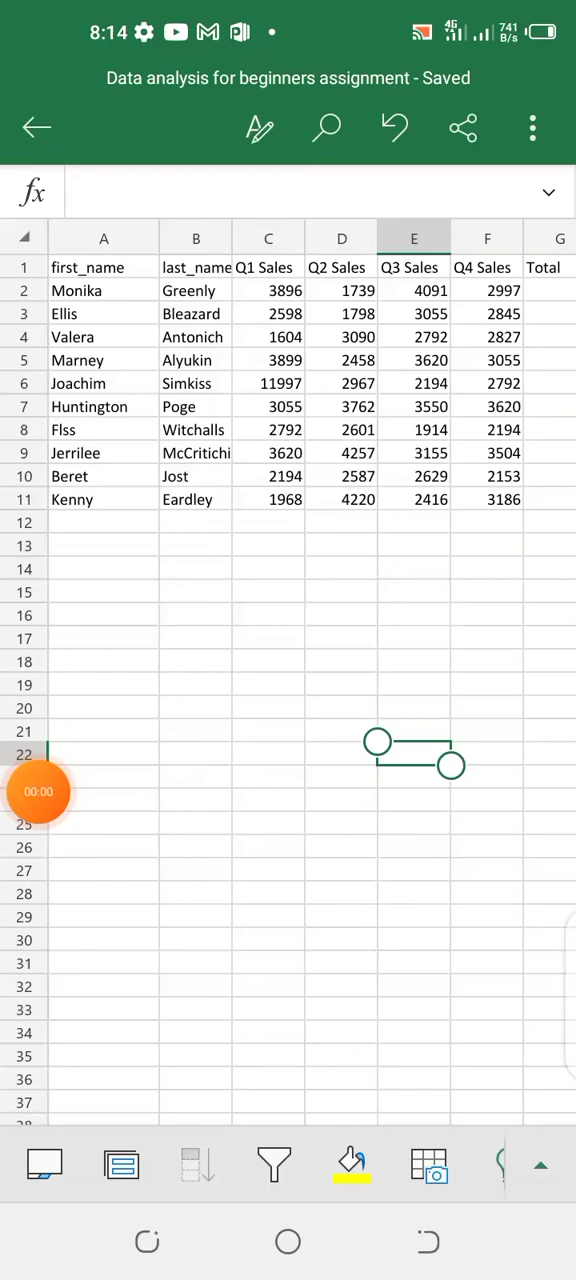 8:14 4G 741 B/s
Data analysis for beginners assignment - Saved
fx
A B C D E F G
1 first_name last_name Q1 Sales Q2 Sales Q3 Sales Q4 Sales Total
2 Monika Greenly 3896 1739 4091 2997
3 Ellis Bleazard 2598 1798 3055 2845
4 Valera Antonich 1604 3090 2792 2827
5 Marney Alyukin 3899 2458 3620 3055
6 Joachim Simkiss 11997 2967 2194 2792
7 Huntington Poge 3055 3762 3550 3620
8 Flss Witchalls 2792 2601 1914 2194
9 Jerrilee McCritichi 3620 4257 3155 3504
10 Beret Jost 2194 2587 2629 2153
11 Kenny Eardley 1968 4220 2416 3186
12
13
14
15
16
17
18
19
20
21
22
00:00
25
26
27
28
29
30
31
32
33
34
35
36
37
38